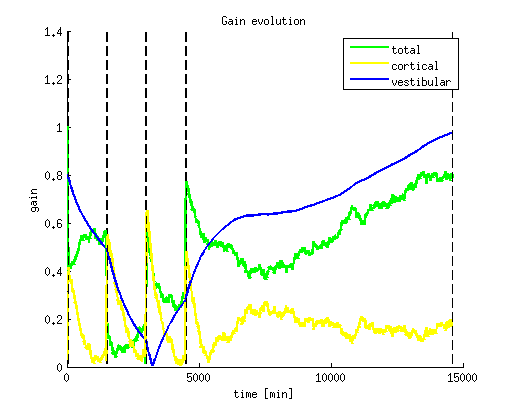 Gain evolution
1.4
1.2
1
0.8
0.6
0.4
0.2
0
gain
total
cortical
vestibular
0
5000
10000
15000
time [min]